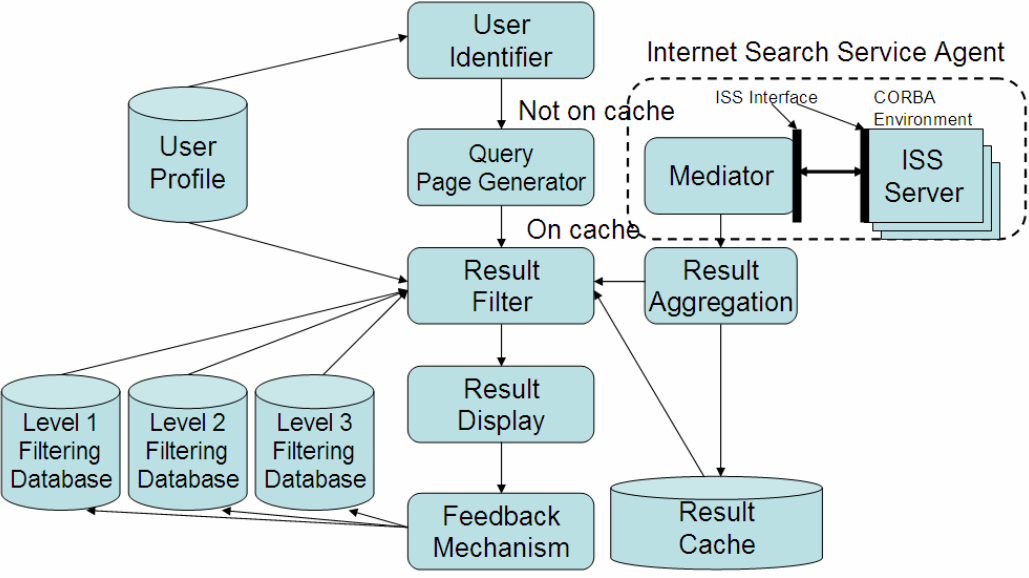 User
Identifier
Internet Search Service Agent
Not on cache
ISS Interface
CORBA
Environment
User
Profile
Query
Page Generator
Mediator
ISS
Server
On cache
Result
Filter
Result
Aggregation
Level 1
Filtering
Database
Level 2
Filtering
Database
Level 3
Filtering
Database
Result
Display
Feedback
Mechanism
Result
Cache